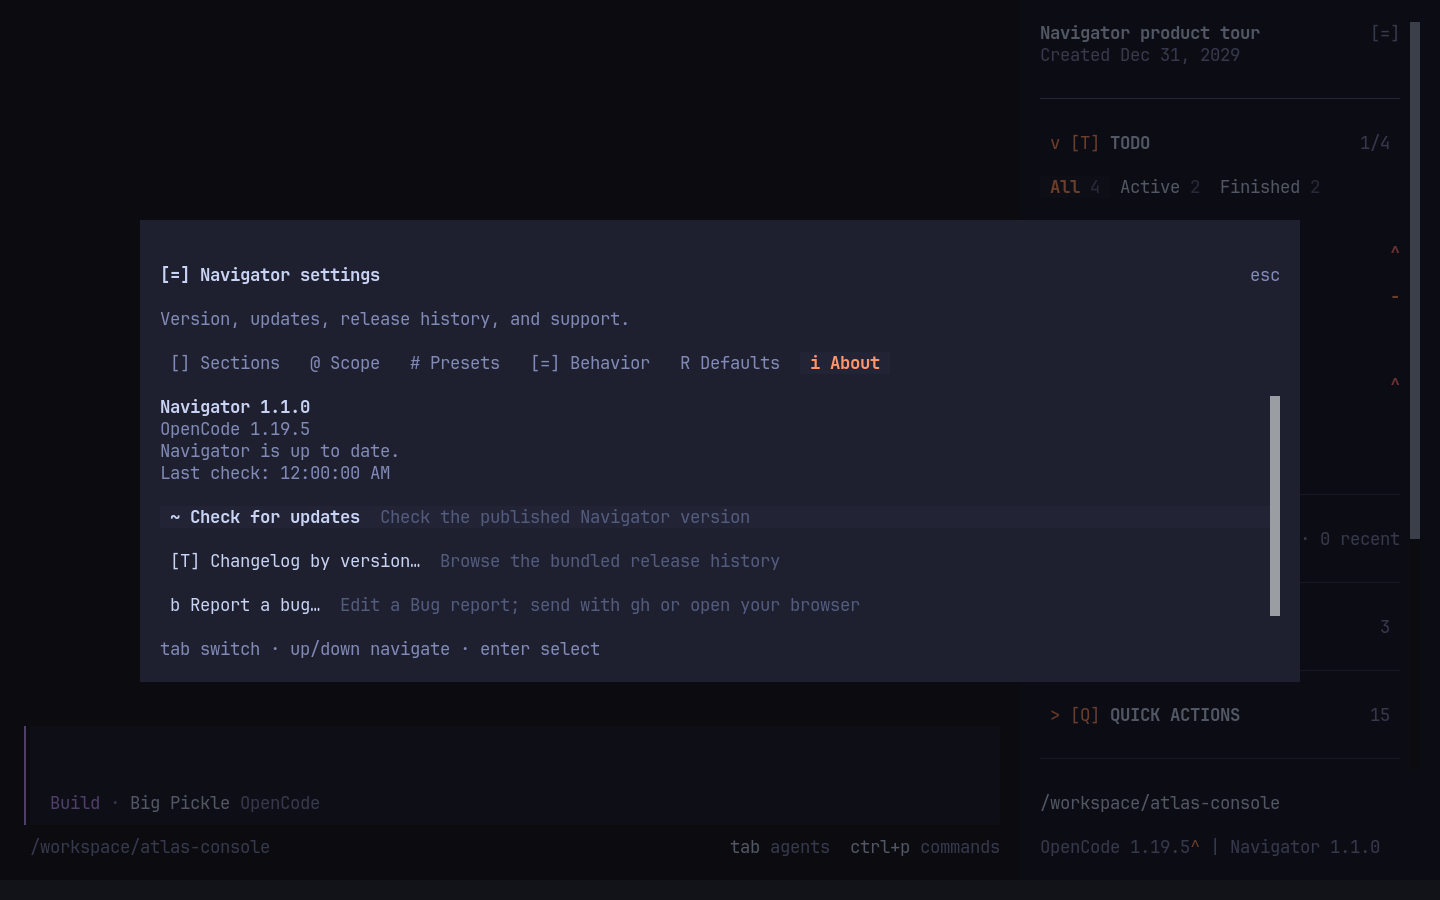 Navigator product tour [=]
Created Dec 31, 2029
v [T] TODO 1/4
All 4 Active 2 Finished 2
^
-
^
[=] Navigator settings esc
Version, updates, release history, and support.
[] Sections @ Scope # Presets [=] Behavior R Defaults i About
Navigator 1.1.0
OpenCode 1.19.5
Navigator is up to date.
Last check: 12:00:00 AM
~ Check for updates Check the published Navigator version
[T] Changelog by version… Browse the bundled release history
b Report a bug… Edit a Bug report; send with gh or open your browser
tab switch · up/down navigate · enter select
· 0 recent
3
> [Q] QUICK ACTIONS 15
Build · Big Pickle OpenCode
/workspace/atlas-console
tab agents ctrl+p commands
/workspace/atlas-console
OpenCode 1.19.5^ | Navigator 1.1.0